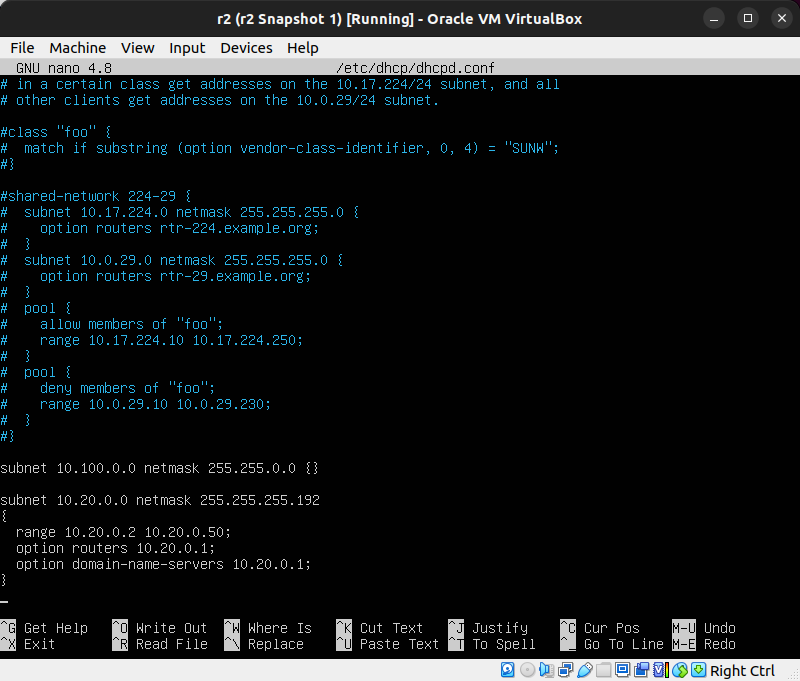 r2 (r2 Snapshot 1) [Running] - Oracle VM VirtualBox
File Machine View Input Devices Help
GNU nano 4.8 /etc/dhcp/dhcpd.conf
# in a certain class get addresses on the 10.17.224/24 subnet, and all
# other clients get addresses on the 10.0.29/24 subnet.
#class "foo" {
#  match if substring (option vendor-class-identifier, 0, 4) = "SUNW";
#}
#shared-network 224-29 {
#  subnet 10.17.224.0 netmask 255.255.255.0 {
#    option routers rtr-224.example.org;
#  }
#  subnet 10.0.29.0 netmask 255.255.255.0 {
#    option routers rtr-29.example.org;
#  }
#  pool {
#    allow members of "foo";
#    range 10.17.224.10 10.17.224.250;
#  }
#  pool {
#    deny members of "foo";
#    range 10.0.29.10 10.0.29.230;
#  }
#}
subnet 10.100.0.0 netmask 255.255.0.0 {}
subnet 10.20.0.0 netmask 255.255.255.192
{
  range 10.20.0.2 10.20.0.50;
  option routers 10.20.0.1;
  option domain-name-servers 10.20.0.1;
}
^G Get Help ^O Write Out ^W Where Is ^K Cut Text ^J Justify ^C Cur Pos M-U Undo
^X Exit ^R Read File ^\ Replace ^U Paste Text ^T To Spell ^_ Go To Line M-E Redo
Right Ctrl